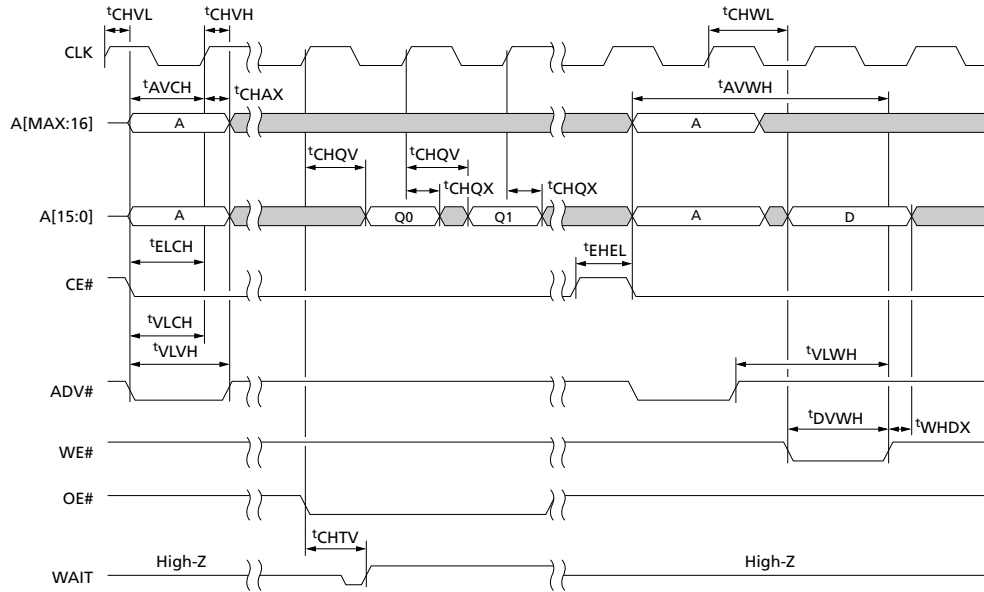 tCHVL tCHVH tCHWL
CLK
tAVCH tCHAX tAVWH
A[MAX:16] A A
tCHQV tCHQV
tCHQX tCHQX
A[15:0] A Q0 Q1 A D
tELCH tEHEL
CE#
tVLCH
tVLVH tVLWH
ADV#
tDVWH tWHDX
WE#
OE#
tCHTV
High-Z High-Z
WAIT